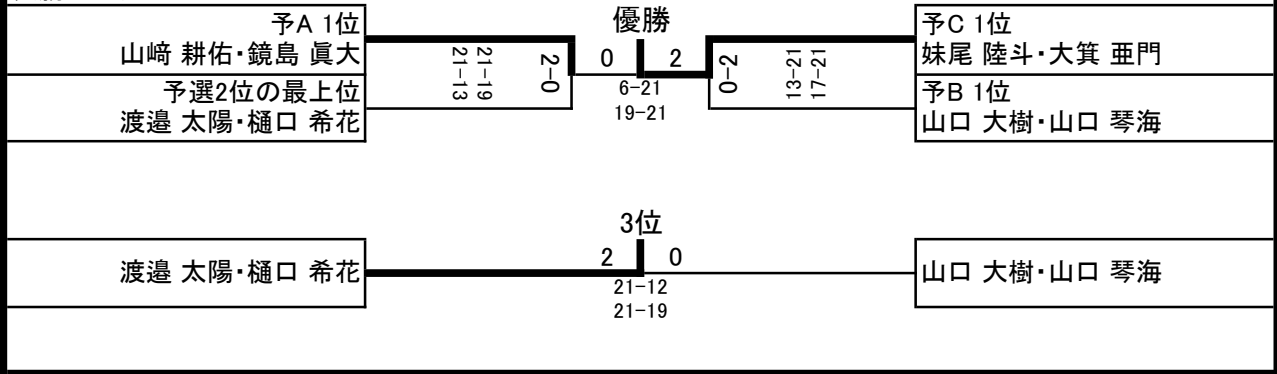 予A 1位
山﨑 耕佑・鏡島 眞大
予選2位の最上位
渡邉 太陽・樋口 希花
21-19
21-13
2-0
優勝
0 2
6-21
19-21
0-2
13-21
17-21
予C 1位
妹尾 陸斗・大箕 亜門
予B 1位
山口 大樹・山口 琴海
3位
渡邉 太陽・樋口 希花
2 0
21-12
21-19
山口 大樹・山口 琴海